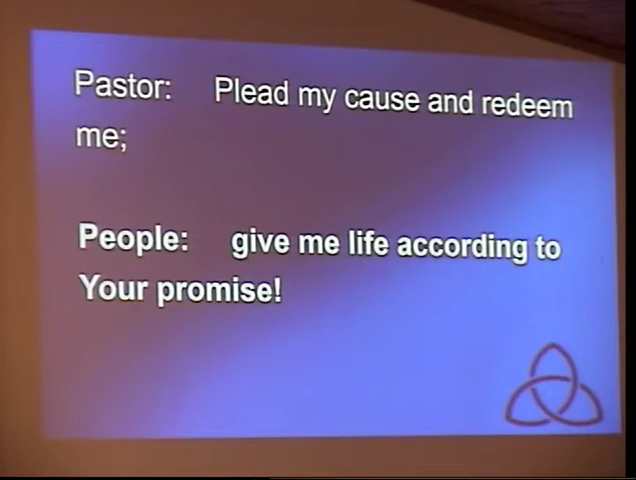 Pastor: Plead my cause and redeem
me;
People: give me life according to
Your promise!